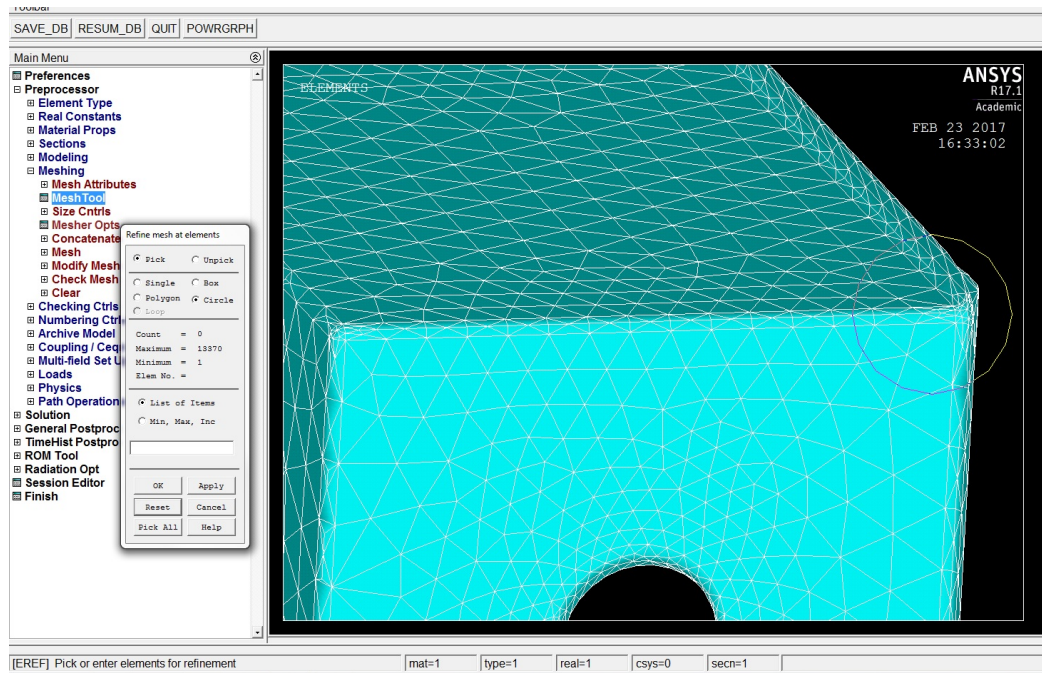 Toolbar
SAVE_DB RESUM_DB QUIT POWRGRPH
Main Menu
Preferences
Preprocessor
Element Type
Real Constants
Material Props
Sections
Modeling
Meshing
Mesh Attributes
MeshTool
Size Cntrls
Mesher Opts
Concatenate
Mesh
Modify Mesh
Check Mesh
Clear
Checking Ctrls
Numbering Ctrl
Archive Model
Coupling / Ceq
Multi-field Set U
Loads
Physics
Path Operation
Solution
General Postproc
TimeHist Postpro
ROM Tool
Radiation Opt
Session Editor
Finish
Refine mesh at elements
Pick Unpick
Single Box
Polygon Circle
Loop
Count = 0
Maximum = 13370
Minimum = 1
Elem No. =
List of Items
Min, Max, Inc
OK Apply
Reset Cancel
Pick All Help
ELEMENTS
ANSYS
R17.1
Academic
FEB 23 2017
16:33:02
[EREF] Pick or enter elements for refinement mat=1 type=1 real=1 csys=0 secn=1